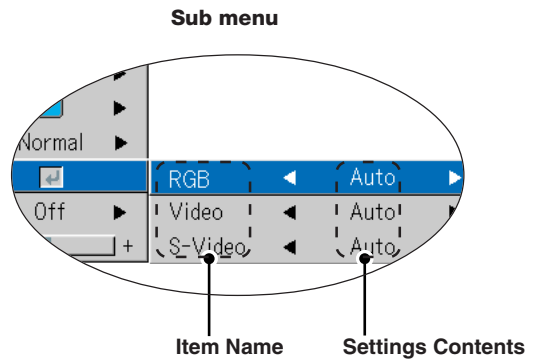 Sub menu
Normal
RGB Auto
Off Video Auto
+ S-Video Auto
Item Name Settings Contents